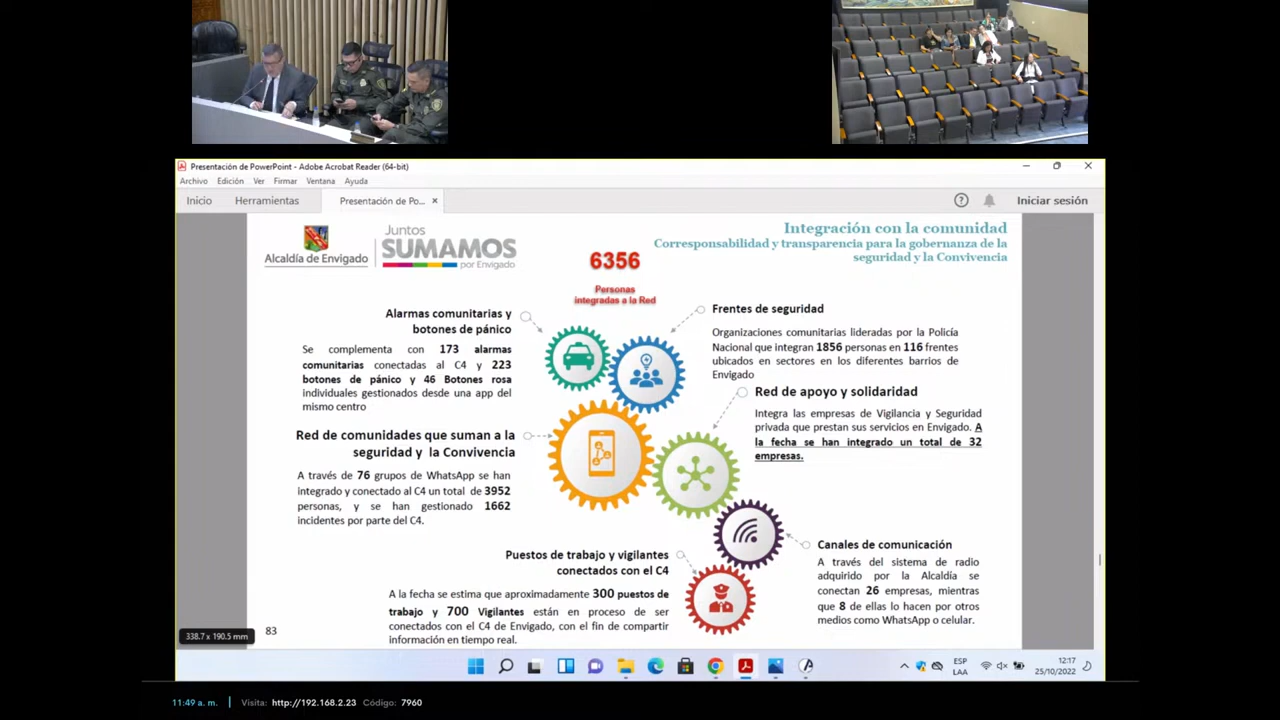 Presentación de PowerPoint - Adobe Acrobat Reader (64-bit)
Archivo Edición Ver Firmar Ventana Ayuda
Inicio Herramientas Presentación de Po... × Iniciar sesión
Alcaldía de Envigado
Juntos
SUMAMOS
por Envigado
Integración con la comunidad
Corresponsabilidad y transparencia para la gobernanza de la
seguridad y la Convivencia
6356
Personas
integradas a la Red
Alarmas comunitarias y
botones de pánico
Se complementa con 173 alarmas
comunitarias conectadas al C4 y 223
botones de pánico y 46 Botones rosa
individuales gestionados desde una app del
mismo centro
Frentes de seguridad
Organizaciones comunitarias lideradas por la Policía
Nacional que integran 1856 personas en 116 frentes
ubicados en sectores en los diferentes barrios de
Envigado
Red de apoyo y solidaridad
Integra las empresas de Vigilancia y Seguridad
privada que prestan sus servicios en Envigado. A
la fecha se han integrado un total de 32
empresas.
Red de comunidades que suman a la
seguridad y la Convivencia
A través de 76 grupos de WhatsApp se han
integrado y conectado al C4 un total de 3952
personas, y se han gestionado 1662
incidentes por parte del C4.
Puestos de trabajo y vigilantes
conectados con el C4
A la fecha se estima que aproximadamente 300 puestos de
trabajo y 700 Vigilantes están en proceso de ser
conectados con el C4 de Envigado, con el fin de compartir
información en tiempo real.
Canales de comunicación
A través del sistema de radio
adquirido por la Alcaldía se
conectan 26 empresas, mientras
que 8 de ellas lo hacen por otros
medios como WhatsApp o celular.
83
338.7 x 190.5 mm
ESP
LAA
12:17
25/10/2022
11:49 a. m. | Visita: http://192.168.2.23 Código: 7960